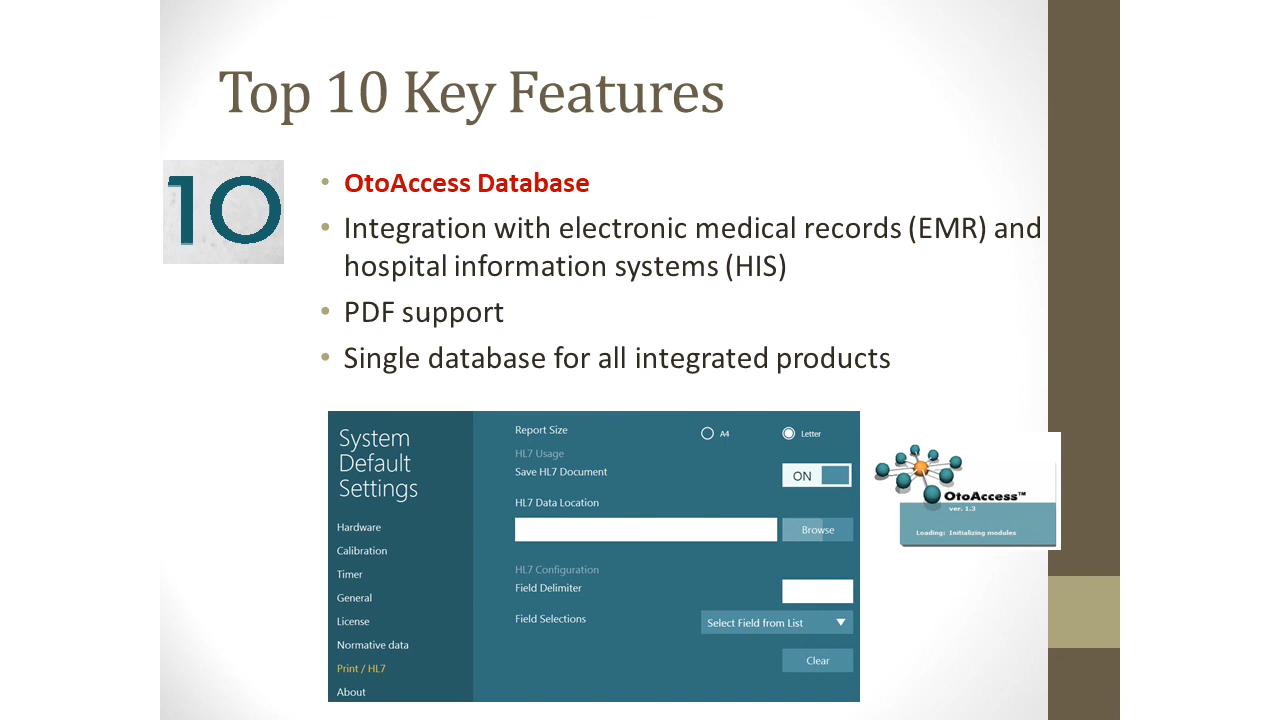 Top 10 Key Features
10
OtoAccess Database
Integration with electronic medical records (EMR) and
hospital information systems (HIS)
PDF support
Single database for all integrated products
System
Default
Settings
Hardware
Calibration
Timer
General
License
Normative data
Print / HL7
About
Report Size
A4
Letter
HL7 Usage
Save HL7 Document
ON
HL7 Data Location
Browse
HL7 Configuration
Field Delimiter
Field Selections
Select Field from List
Clear
OtoAccess™
ver. 1.3
Loading: Initializing modules